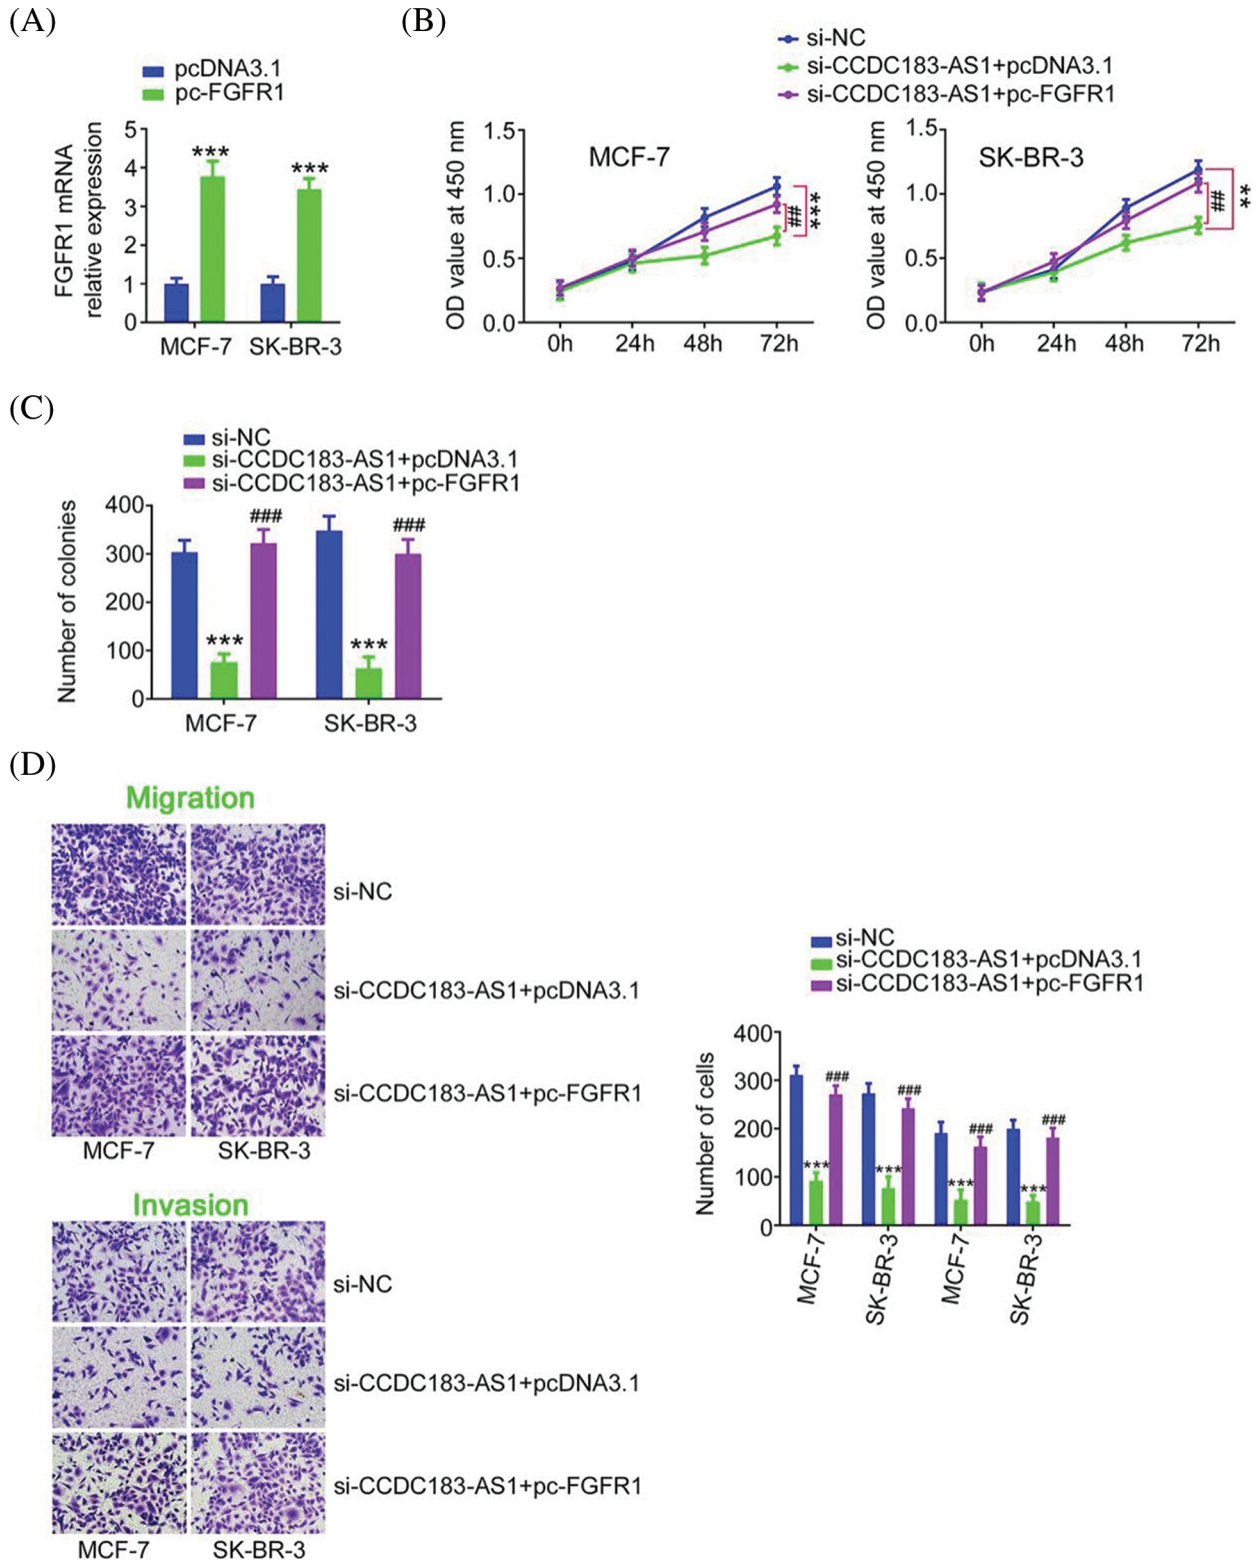 (A)
pcDNA3.1
pc-FGFR1
FGFR1 mRNA
relative expression
5
4
3
2
1
0
***
***
MCF-7 SK-BR-3
(B)
si-NC
si-CCDC183-AS1+pcDNA3.1
si-CCDC183-AS1+pc-FGFR1
OD value at 450 nm
1.5
1.0
0.5
0.0
MCF-7
##
***
0h 24h 48h 72h
OD value at 450 nm
1.5
1.0
0.5
0.0
SK-BR-3
##
**
0h 24h 48h 72h
(C)
si-NC
si-CCDC183-AS1+pcDNA3.1
si-CCDC183-AS1+pc-FGFR1
Number of colonies
400
300
200
100
0
***
###
***
###
MCF-7 SK-BR-3
(D)
Migration
si-NC
si-CCDC183-AS1+pcDNA3.1
si-CCDC183-AS1+pc-FGFR1
MCF-7 SK-BR-3
Invasion
si-NC
si-CCDC183-AS1+pcDNA3.1
si-CCDC183-AS1+pc-FGFR1
MCF-7 SK-BR-3
si-NC
si-CCDC183-AS1+pcDNA3.1
si-CCDC183-AS1+pc-FGFR1
Number of cells
400
300
200
100
0
***
###
***
###
***
###
***
###
MCF-7
SK-BR-3
MCF-7
SK-BR-3